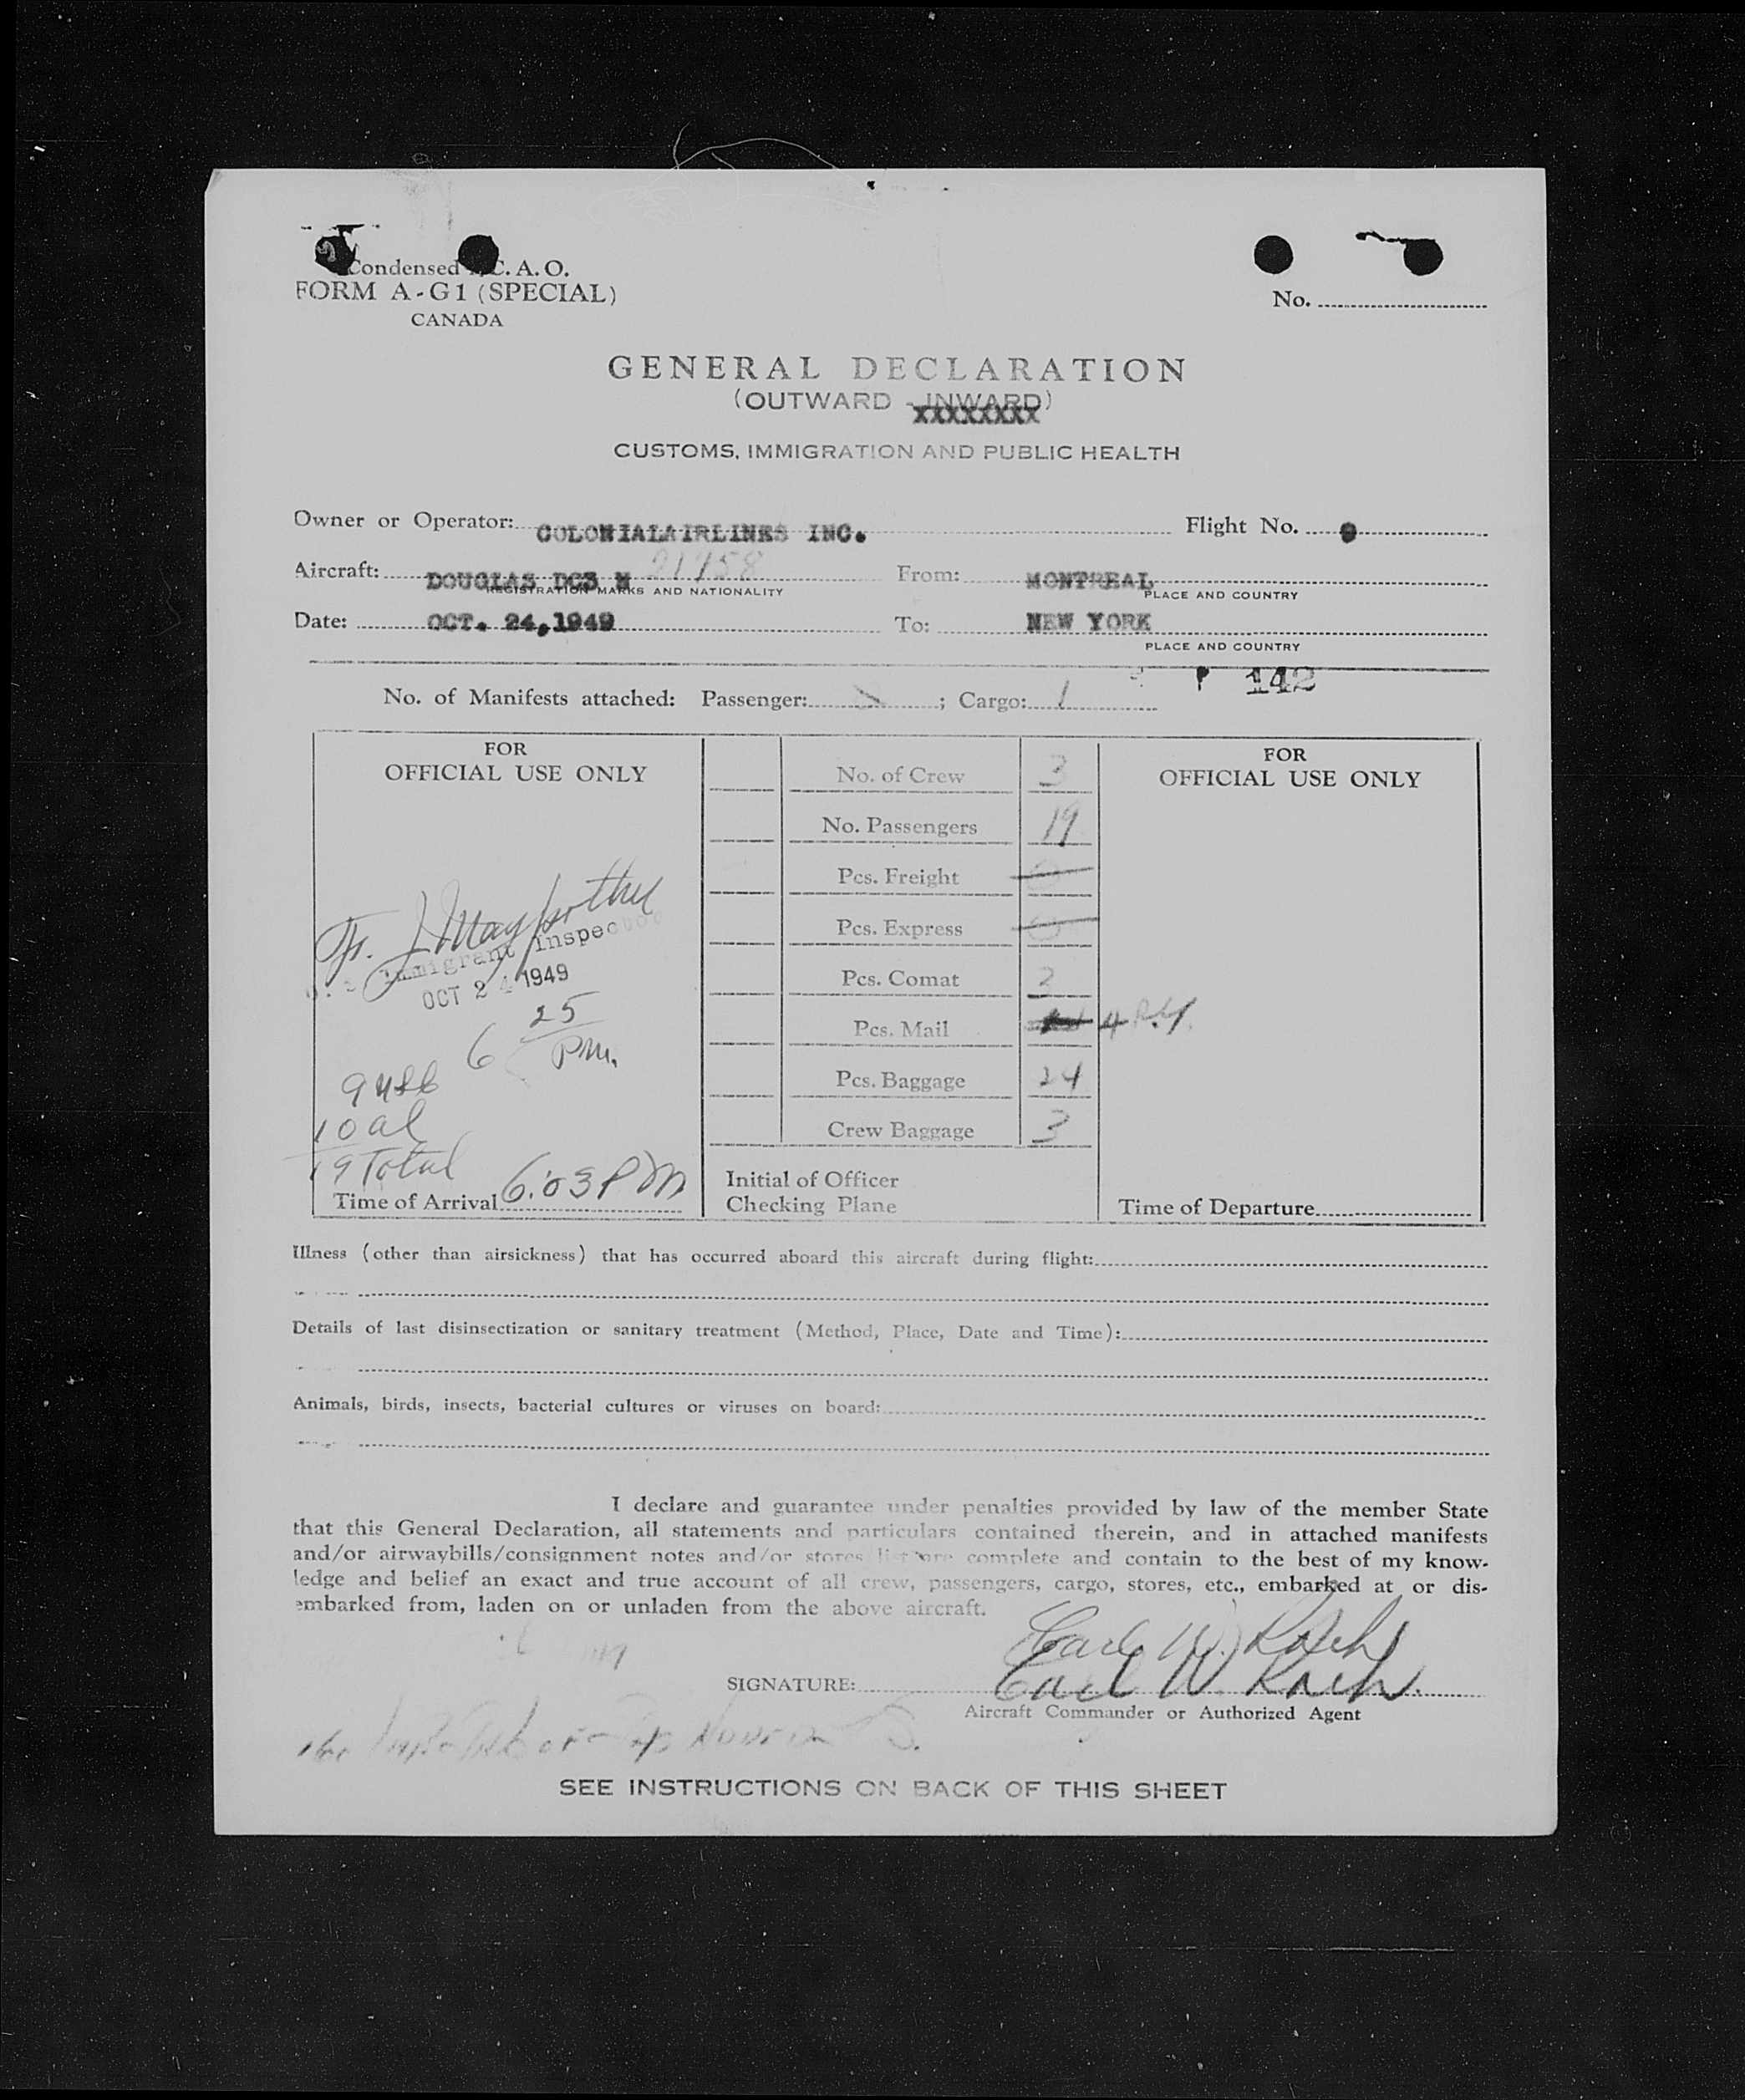 Condensed I.C.A.O.
FORM A-G1 (SPECIAL)
CANADA
No.
GENERAL DECLARATION
(OUTWARD - INWARD)
XXXXXXXX
CUSTOMS, IMMIGRATION AND PUBLIC HEALTH
Owner or Operator: COLONIALAIRLINES INC. Flight No. 9
Aircraft: DOUGLAS DC3 N 21758 From: MONTREAL
REGISTRATION MARKS AND NATIONALITY PLACE AND COUNTRY
Date: OCT. 24,1949 To: NEW YORK
PLACE AND COUNTRY
142
No. of Manifests attached: Passenger: ; Cargo: 1
FOR
OFFICIAL USE ONLY
Immigrant Inspector
OCT 24 1949
6 25
PM.
9 USC
10 al
19 Total
Time of Arrival 6:03 PM
No. of Crew 3
No. Passengers 19
Pcs. Freight
Pcs. Express
Pcs. Comat 2
Pcs. Mail 4
Pcs. Baggage 24
Crew Baggage 3
Initial of Officer
Checking Plane
FOR
OFFICIAL USE ONLY
Time of Departure
Illness (other than airsickness) that has occurred aboard this aircraft during flight:
Details of last disinsectization or sanitary treatment (Method, Place, Date and Time):
Animals, birds, insects, bacterial cultures or viruses on board:
I declare and guarantee under penalties provided by law of the member State
that this General Declaration, all statements and particulars contained therein, and in attached manifests
and/or airwaybills/consignment notes and/or stores list are complete and contain to the best of my know-
ledge and belief an exact and true account of all crew, passengers, cargo, stores, etc., embarked at or dis-
embarked from, laden on or unladen from the above aircraft.
Carl W.
SIGNATURE: Carl W.
Aircraft Commander or Authorized Agent
SEE INSTRUCTIONS ON BACK OF THIS SHEET